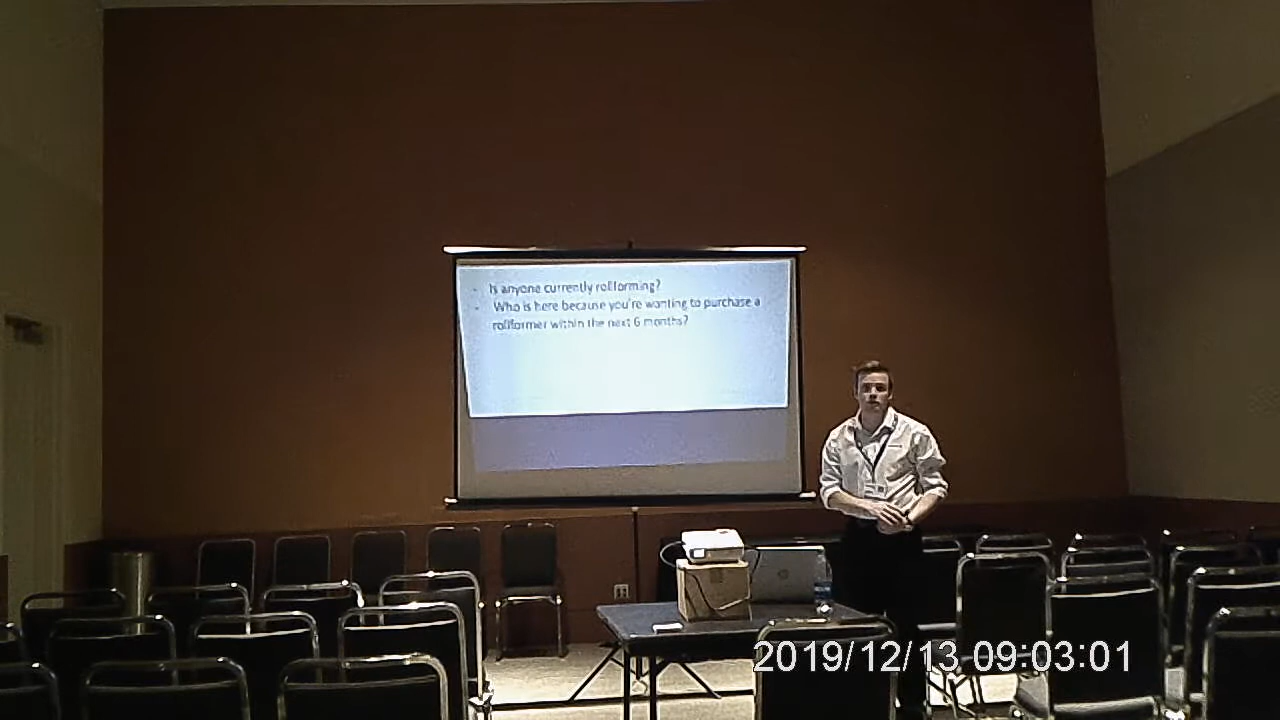 - Is anyone currently rollforming?
- Who is here because you're wanting to purchase a
rollformer within the next 6 months?
2019/12/13 09:03:01